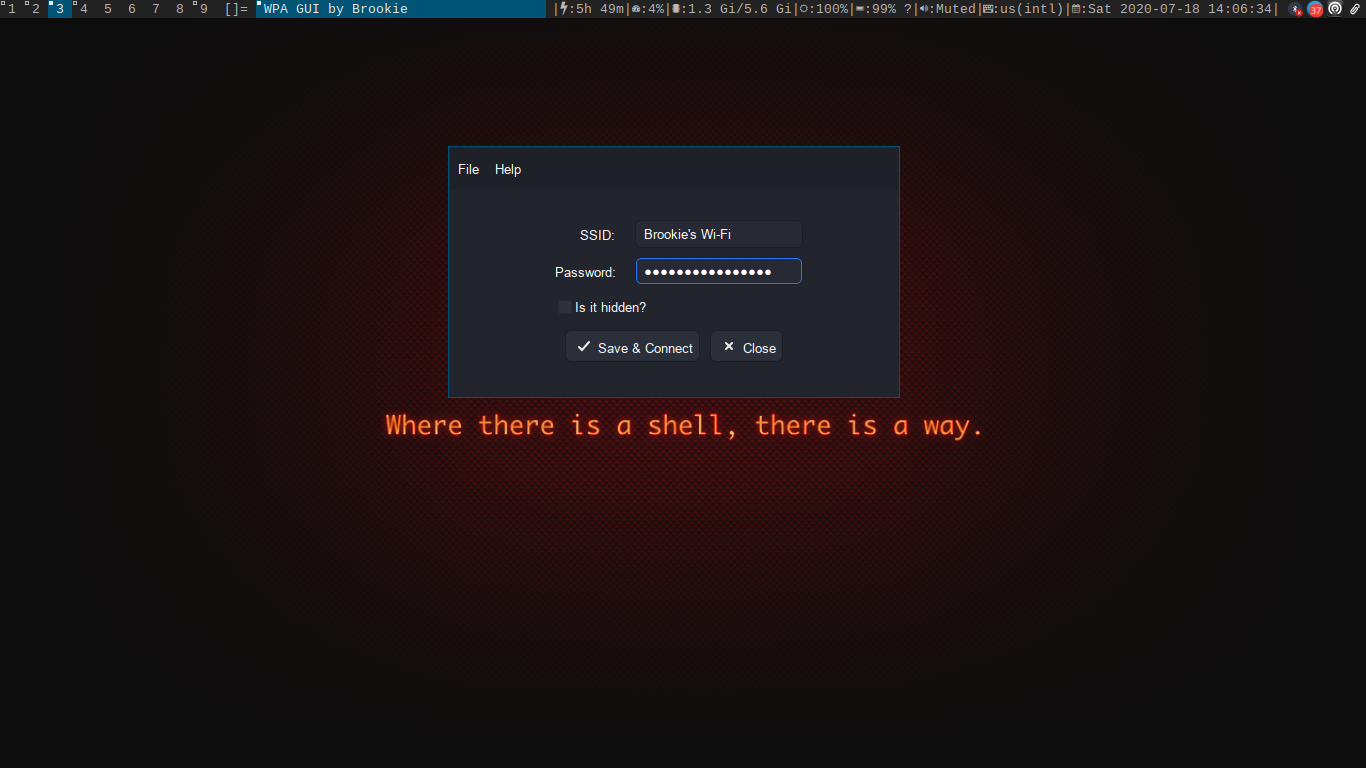 1 2 3 4 5 6 7 8 9 []= WPA GUI by Brookie |:5h 49m|:4%|:1.3 Gi/5.6 Gi|:100%|:99% ?|:Muted|:us(intl)|:Sat 2020-07-18 14:06:34| 37
File Help
SSID: Brookie's Wi-Fi
Password: ●●●●●●●●●●●●●●●●
Is it hidden?
Save & Connect Close
Where there is a shell, there is a way.